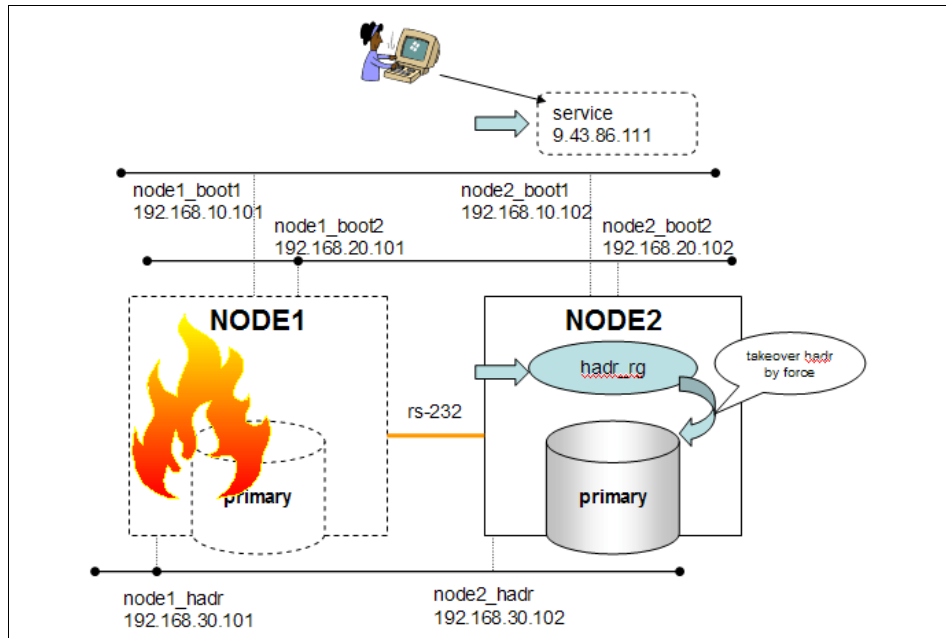 service
9.43.86.111
node1_boot1
192.168.10.101
node2_boot1
192.168.10.102
node1_boot2
192.168.20.101
node2_boot2
192.168.20.102
NODE1
NODE2
hadr_rg
takeover hadr
by force
rs-232
primary
primary
node1_hadr
192.168.30.101
node2_hadr
192.168.30.102